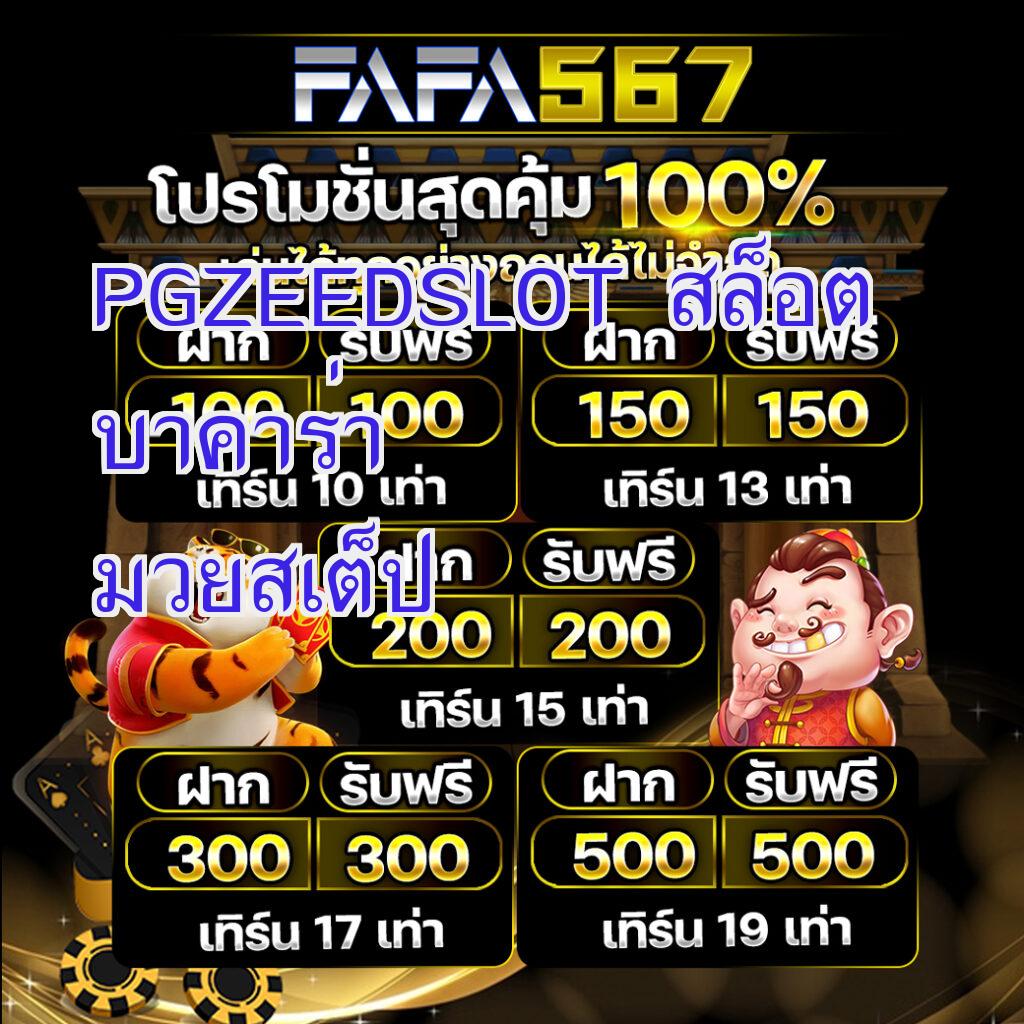 FAFA567
โปรโมชั่นสุดคุ้ม 100%
PGZEEDSLOT สล็อต
ฝาก รับฟรี ฝาก รับฟรี
100 100 150 150
บาคาร่า
เทิร์น 10 เท่า เทิร์น 13 เท่า
มวยสเต็ป
ฝาก รับฟรี
200 200
เทิร์น 15 เท่า
ฝาก รับฟรี ฝาก รับฟรี
300 300 500 500
เทิร์น 17 เท่า เทิร์น 19 เท่า